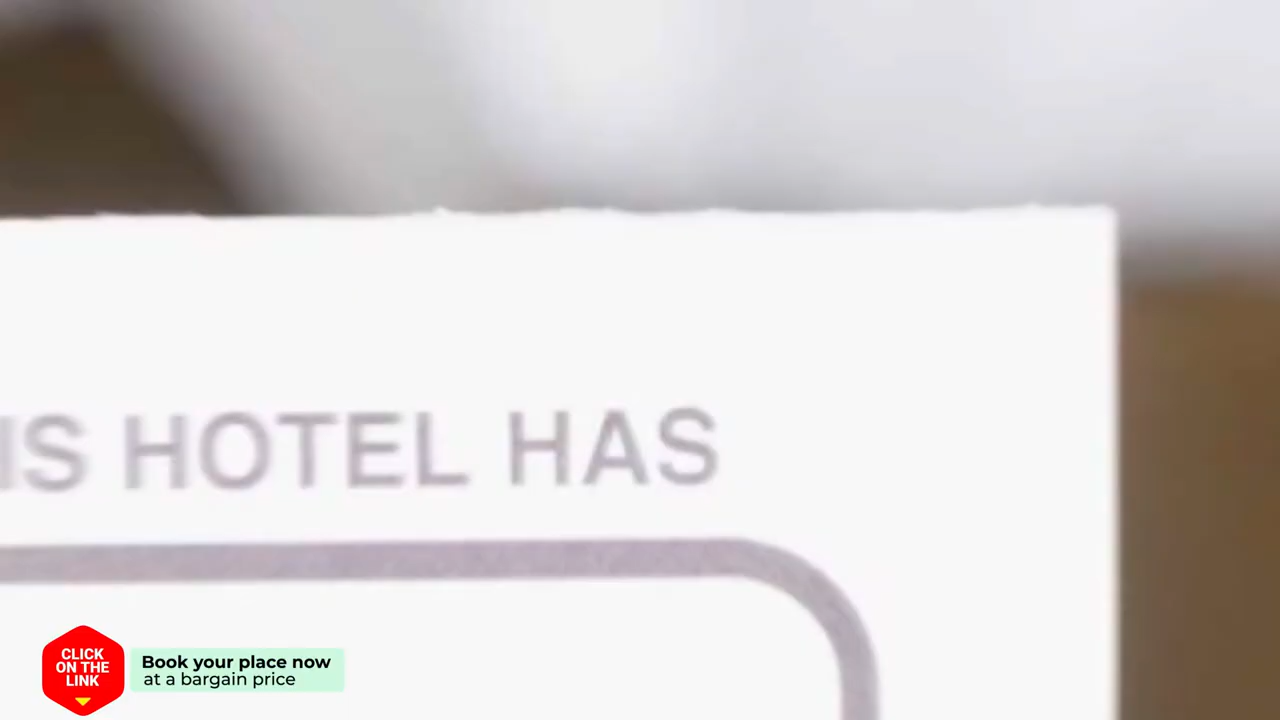 IS HOTEL HAS
CLICK
ON THE
LINK
Book your place now
at a bargain price